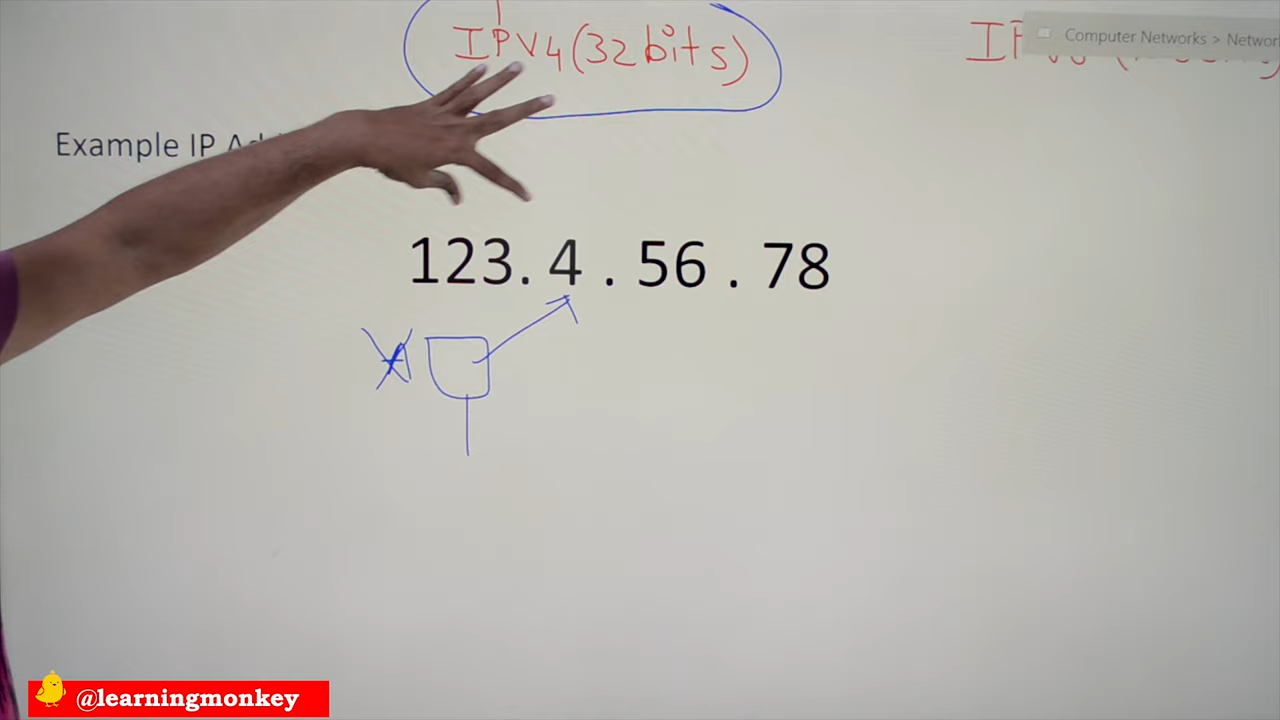 IPV4 (32 bits)
Computer Networks > Networ
Example IP
123. 4 . 56 . 78
@learningmonkey